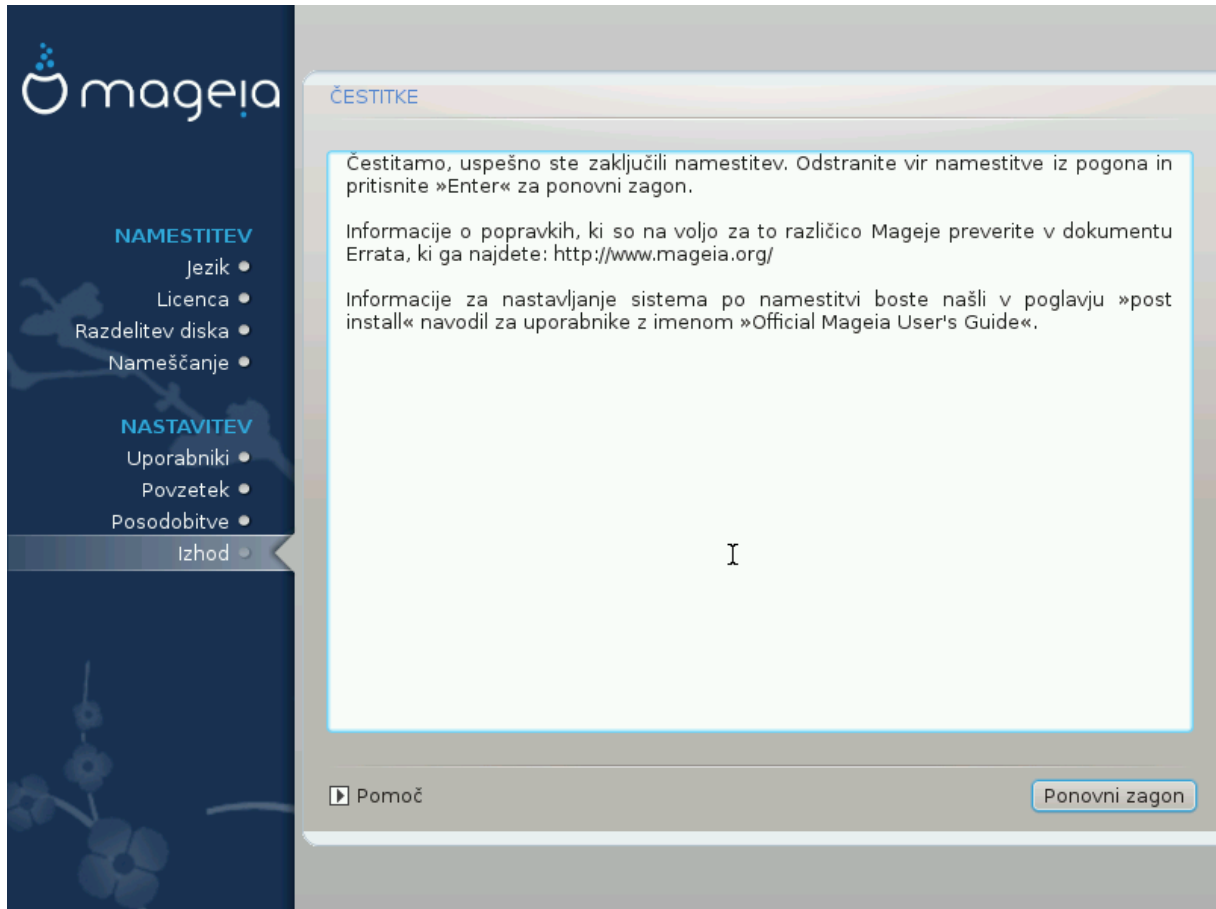 mageia
NAMESTITEV
Jezik
Licenca
Razdelitev diska
Nameščanje
NASTAVITEV
Uporabniki
Povzetek
Posodobitve
Izhod
ČESTITKE
Čestitamo, uspešno ste zaključili namestitev. Odstranite vir namestitve iz pogona in
pritisnite »Enter« za ponovni zagon.
Informacije o popravkih, ki so na voljo za to različico Mageje preverite v dokumentu
Errata, ki ga najdete: http://www.mageia.org/
Informacije za nastavljanje sistema po namestitvi boste našli v poglavju »post
install« navodil za uporabnike z imenom »Official Mageia User's Guide«.
Pomoč
Ponovni zagon